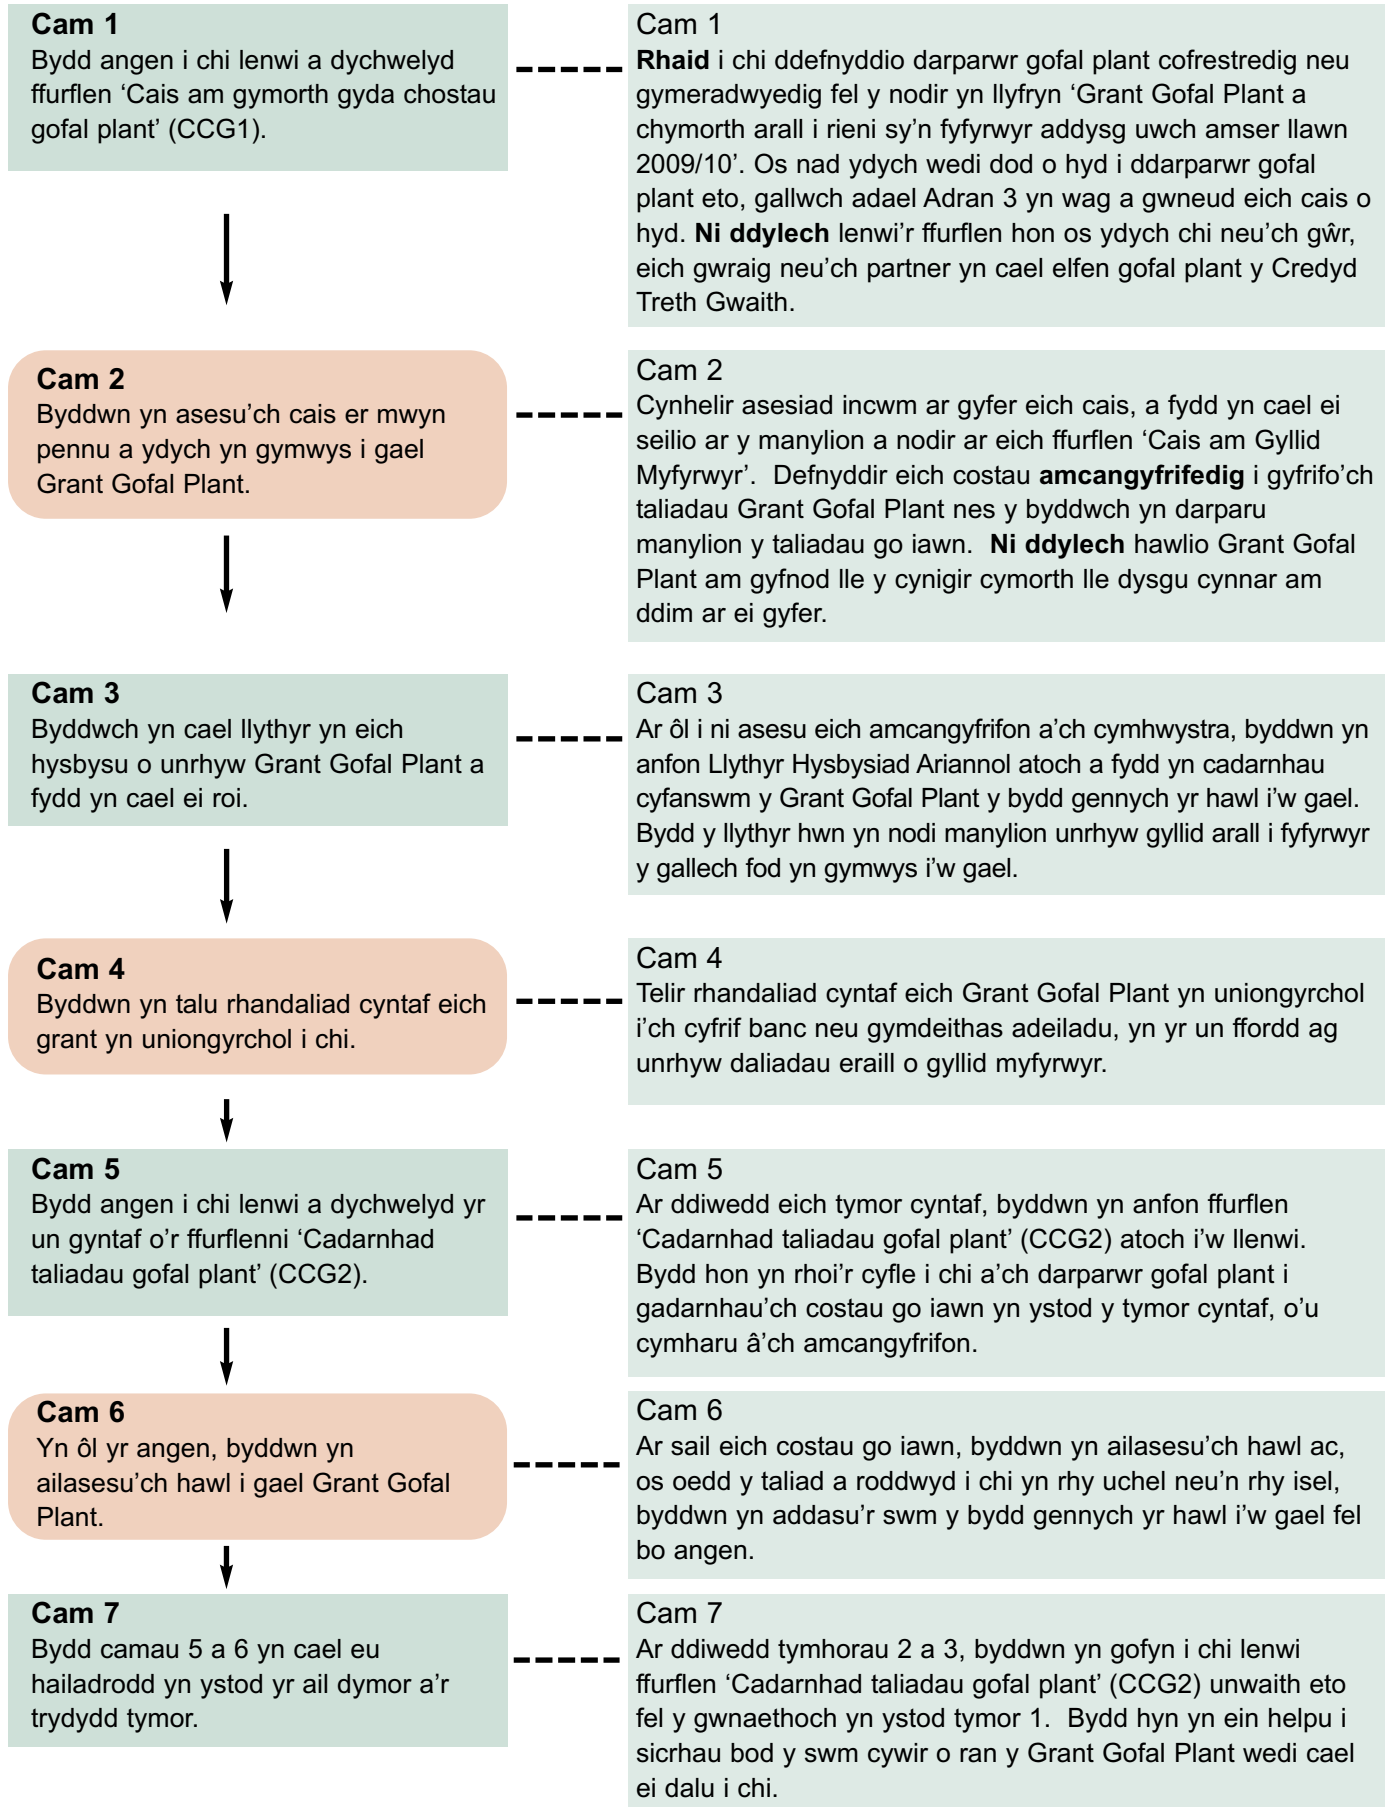 Cam 1
Bydd angen i chi lenwi a dychwelyd
ffurflen ‘Cais am gymorth gyda chostau
gofal plant’ (CCG1).
Cam 1
Rhaid i chi ddefnyddio darparwr gofal plant cofrestredig neu
gymeradwyedig fel y nodir yn llyfryn ‘Grant Gofal Plant a
chymorth arall i rieni sy’n fyfyrwyr addysg uwch amser llawn
2009/10’. Os nad ydych wedi dod o hyd i ddarparwr gofal
plant eto, gallwch adael Adran 3 yn wag a gwneud eich cais o
hyd. Ni ddylech lenwi’r ffurflen hon os ydych chi neu’ch gŵr,
eich gwraig neu’ch partner yn cael elfen gofal plant y Credyd
Treth Gwaith.
Cam 2
Byddwn yn asesu’ch cais er mwyn
pennu a ydych yn gymwys i gael
Grant Gofal Plant.
Cam 2
Cynhelir asesiad incwm ar gyfer eich cais, a fydd yn cael ei
seilio ar y manylion a nodir ar eich ffurflen ‘Cais am Gyllid
Myfyrwyr’.  Defnyddir eich costau amcangyfrifedig i gyfrifo’ch
taliadau Grant Gofal Plant nes y byddwch yn darparu
manylion y taliadau go iawn.  Ni ddylech hawlio Grant Gofal
Plant am gyfnod lle y cynigir cymorth lle dysgu cynnar am
ddim ar ei gyfer.
Cam 3
Byddwch yn cael llythyr yn eich
hysbysu o unrhyw Grant Gofal Plant a
fydd yn cael ei roi.
Cam 3
Ar ôl i ni asesu eich amcangyfrifon a’ch cymhwystra, byddwn yn
anfon Llythyr Hysbysiad Ariannol atoch a fydd yn cadarnhau
cyfanswm y Grant Gofal Plant y bydd gennych yr hawl i’w gael.
Bydd y llythyr hwn yn nodi manylion unrhyw gyllid arall i fyfyrwyr
y gallech fod yn gymwys i’w gael.
Cam 4
Byddwn yn talu rhandaliad cyntaf eich
grant yn uniongyrchol i chi.
Cam 4
Telir rhandaliad cyntaf eich Grant Gofal Plant yn uniongyrchol
i’ch cyfrif banc neu gymdeithas adeiladu, yn yr un ffordd ag
unrhyw daliadau eraill o gyllid myfyrwyr.
Cam 5
Bydd angen i chi lenwi a dychwelyd yr
un gyntaf o’r ffurflenni ‘Cadarnhad
taliadau gofal plant’ (CCG2).
Cam 5
Ar ddiwedd eich tymor cyntaf, byddwn yn anfon ffurflen
‘Cadarnhad taliadau gofal plant’ (CCG2) atoch i’w llenwi.
Bydd hon yn rhoi’r cyfle i chi a’ch darparwr gofal plant i
gadarnhau’ch costau go iawn yn ystod y tymor cyntaf, o’u
cymharu â’ch amcangyfrifon.
Cam 6
Yn ôl yr angen, byddwn yn
ailasesu’ch hawl i gael Grant Gofal
Plant.
Cam 6
Ar sail eich costau go iawn, byddwn yn ailasesu’ch hawl ac,
os oedd y taliad a roddwyd i chi yn rhy uchel neu’n rhy isel,
byddwn yn addasu’r swm y bydd gennych yr hawl i’w gael fel
bo angen.
Cam 7
Bydd camau 5 a 6 yn cael eu
hailadrodd yn ystod yr ail dymor a’r
trydydd tymor.
Cam 7
Ar ddiwedd tymhorau 2 a 3, byddwn yn gofyn i chi lenwi
ffurflen ‘Cadarnhad taliadau gofal plant’ (CCG2) unwaith eto
fel y gwnaethoch yn ystod tymor 1.  Bydd hyn yn ein helpu i
sicrhau bod y swm cywir o ran y Grant Gofal Plant wedi cael
ei dalu i chi.